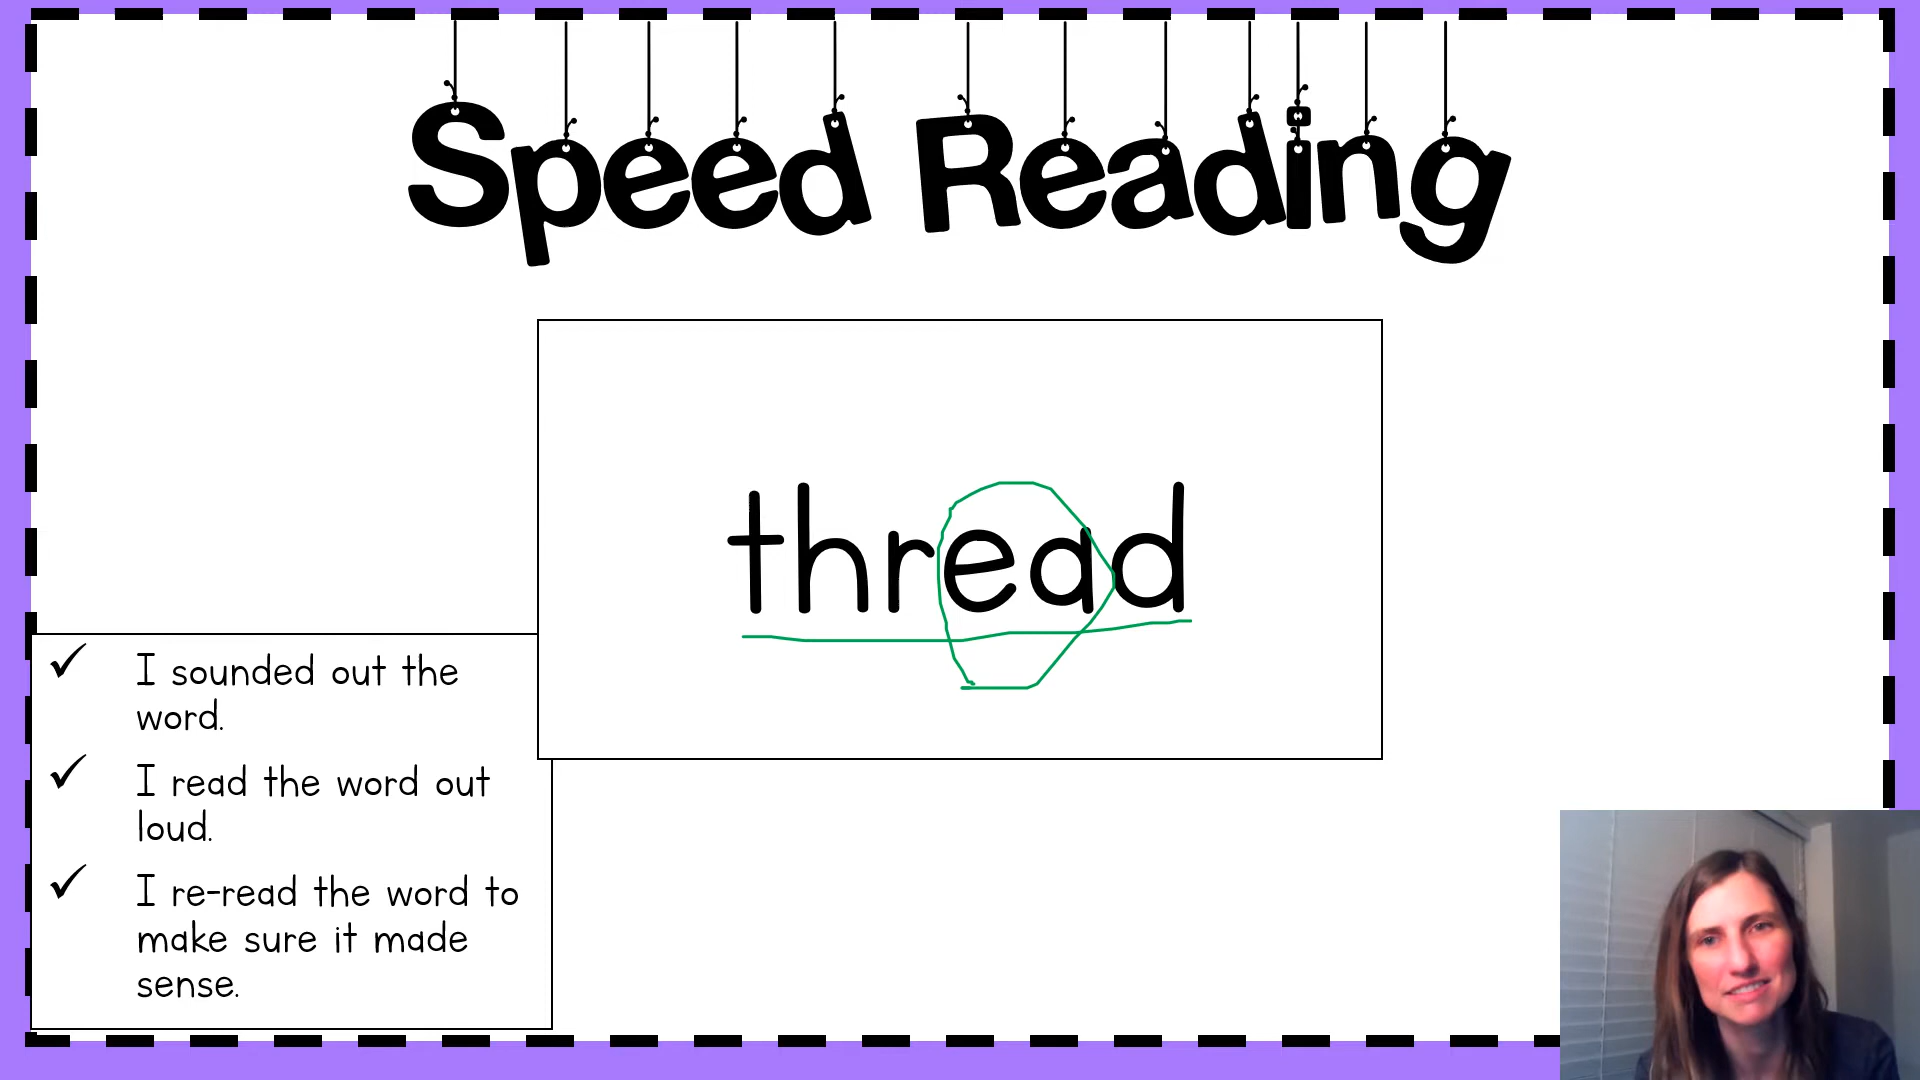 Speed Reading
thread
I sounded out the
word.
I read the word out
loud.
I re-read the word to
make sure it made
sense.